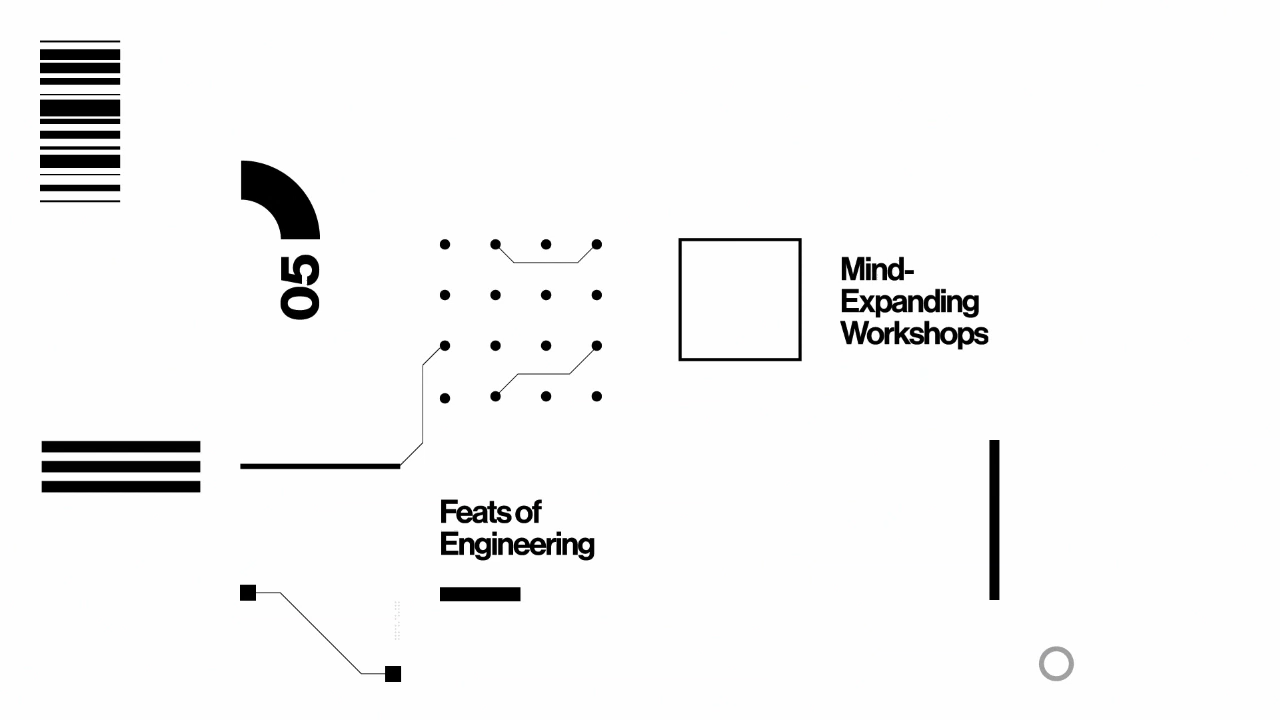 05
Mind-
Expanding
Workshops
Feats of
Engineering